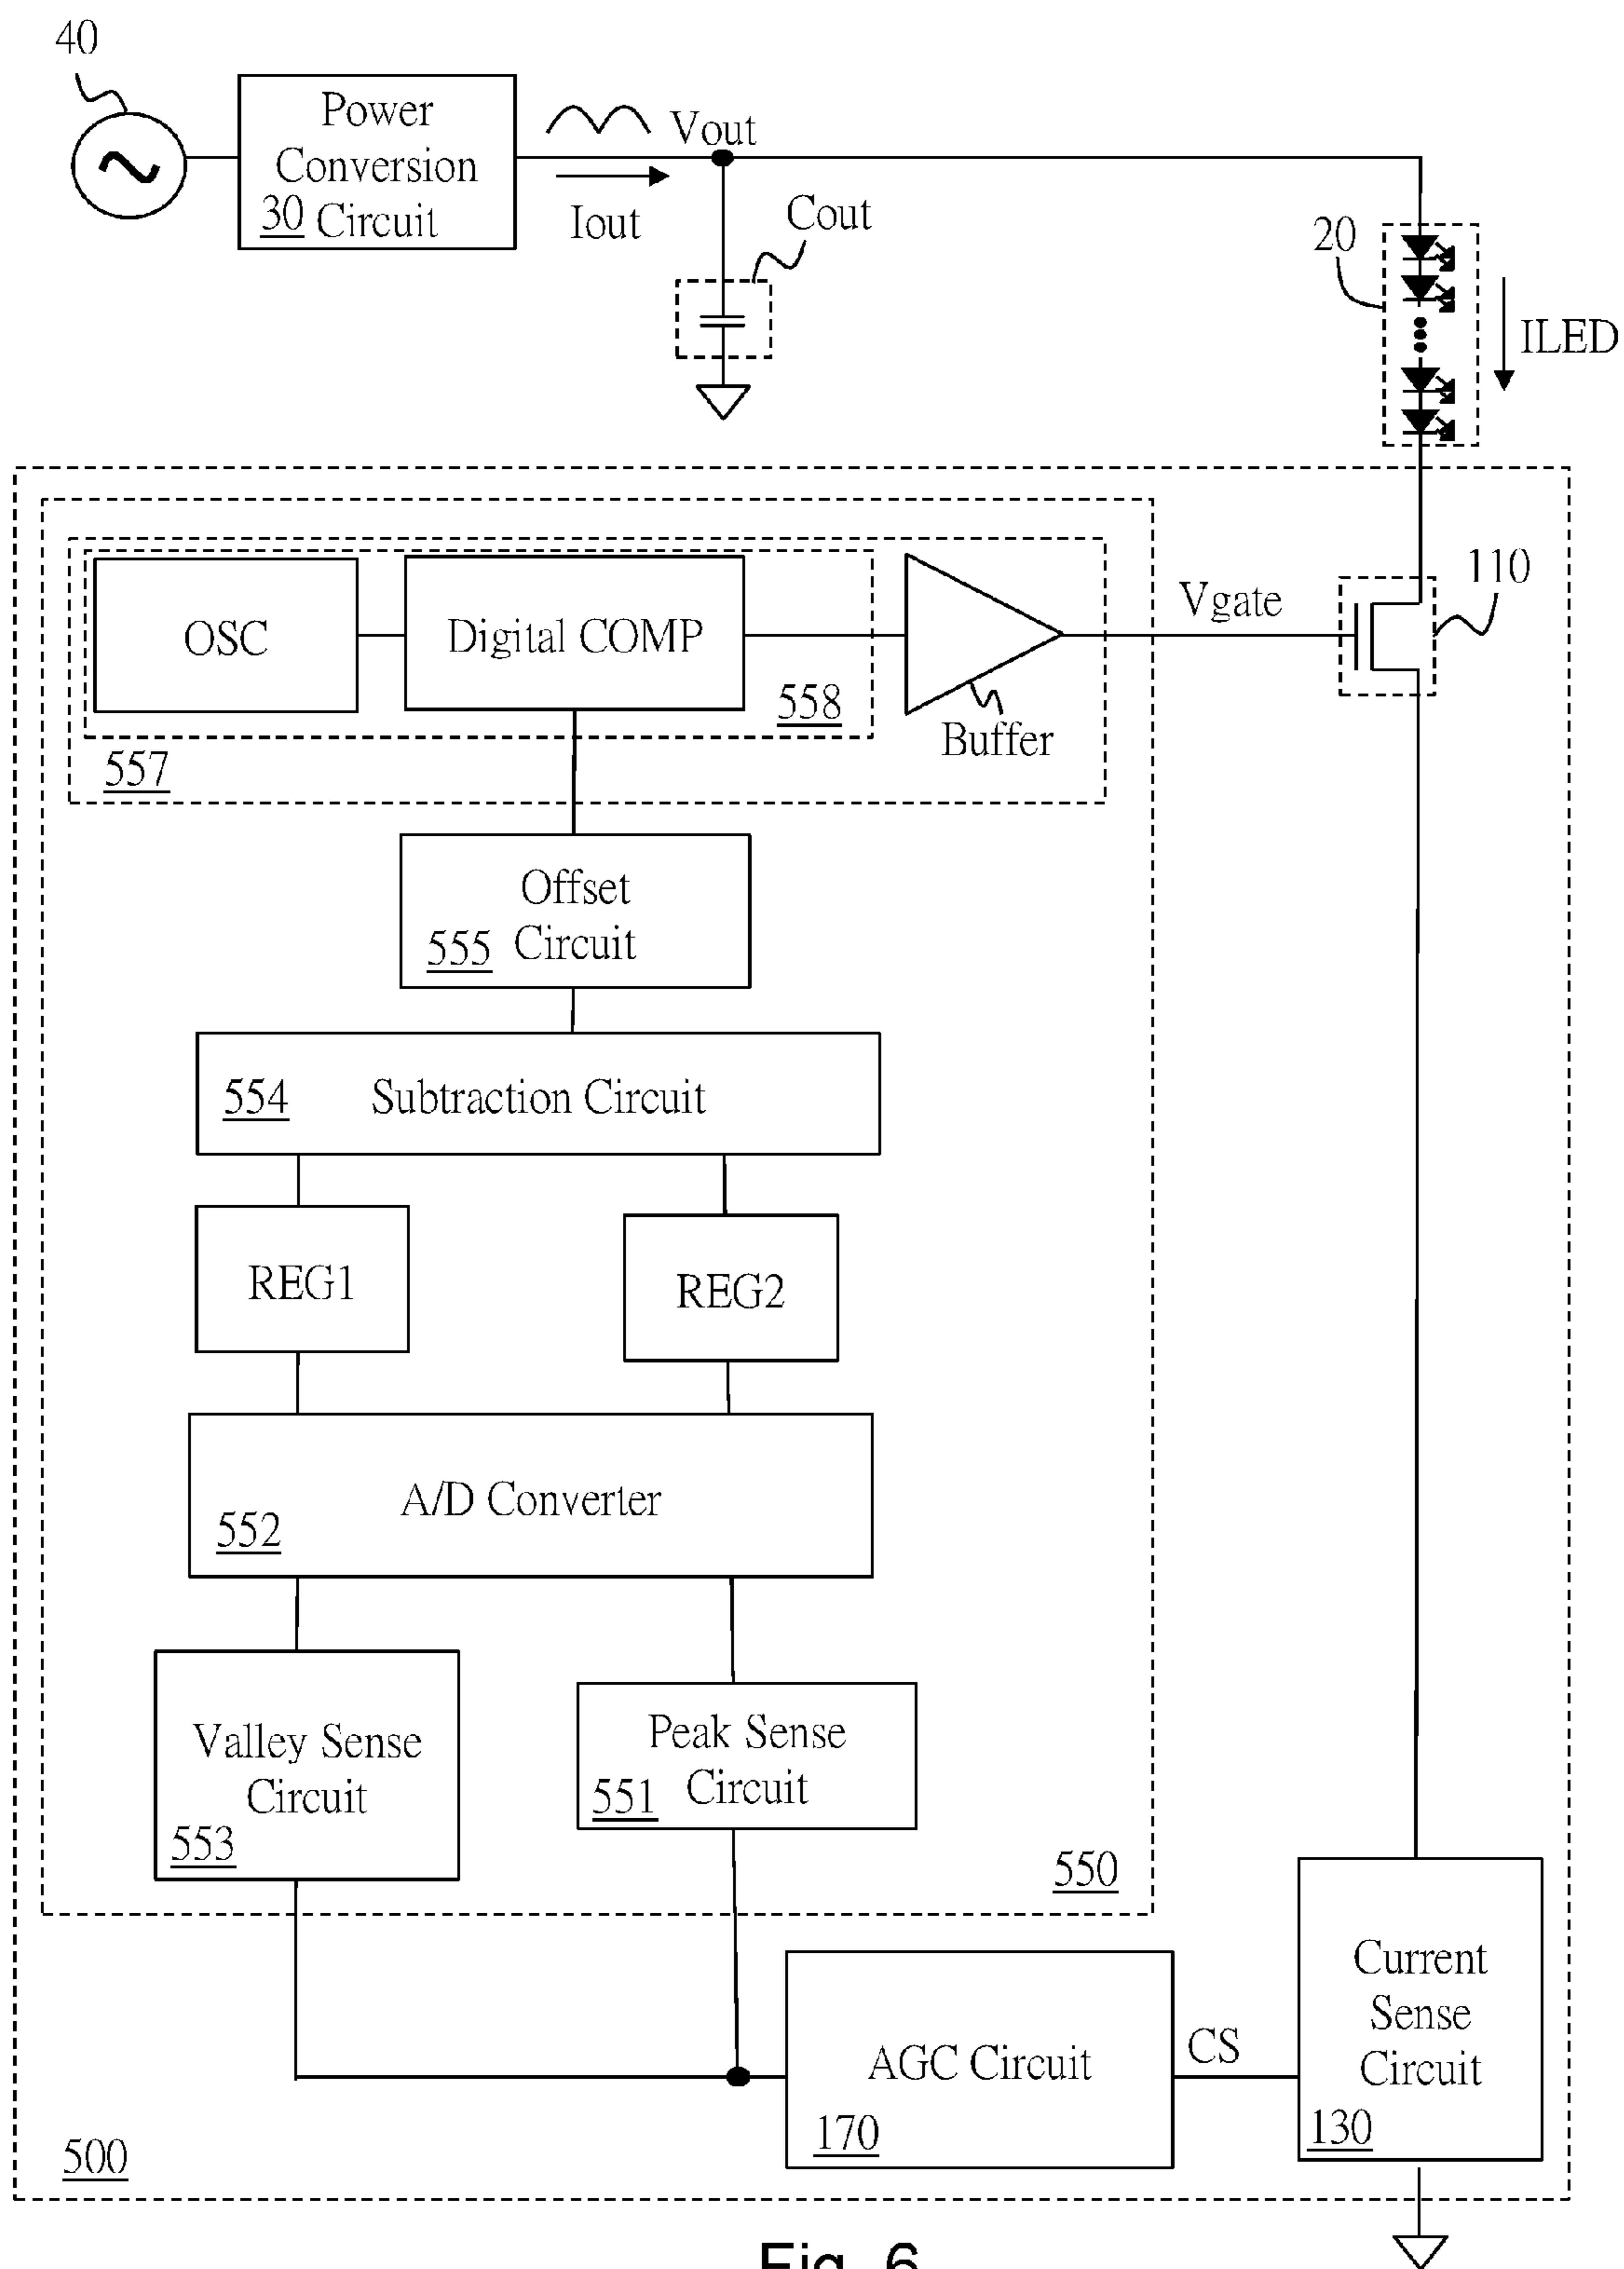 40
Power
Conversion
30 Circuit
Vout
Iout
Cout
20
ILED
110
OSC
Digital COMP
558
557
Buffer
Vgate
Offset
555 Circuit
554 Subtraction Circuit
REG1
REG2
A/D Converter
552
Valley Sense
Circuit
553
Peak Sense
551 Circuit
550
AGC Circuit
170
CS
Current
Sense
Circuit
130
500
Fig. 6